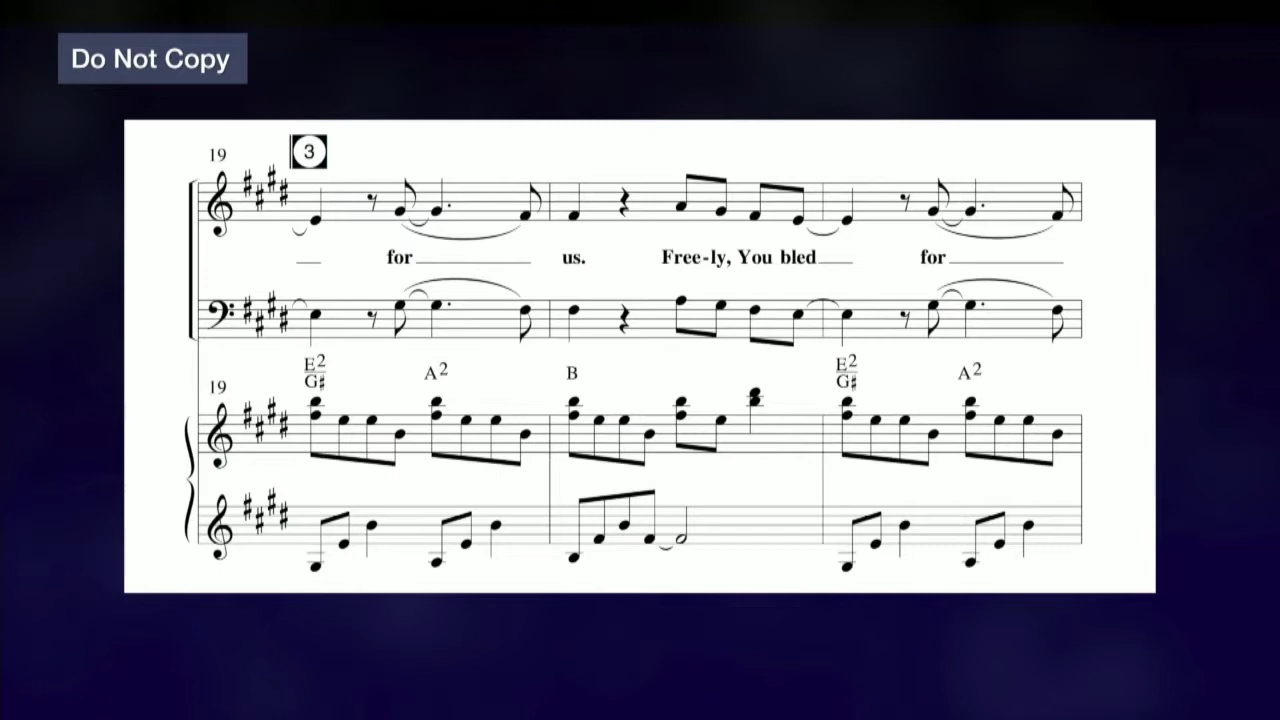 Do Not Copy
19
3
for us. Free-ly, You bled for
E2 A2 B E2 A2
G♯ G♯
19